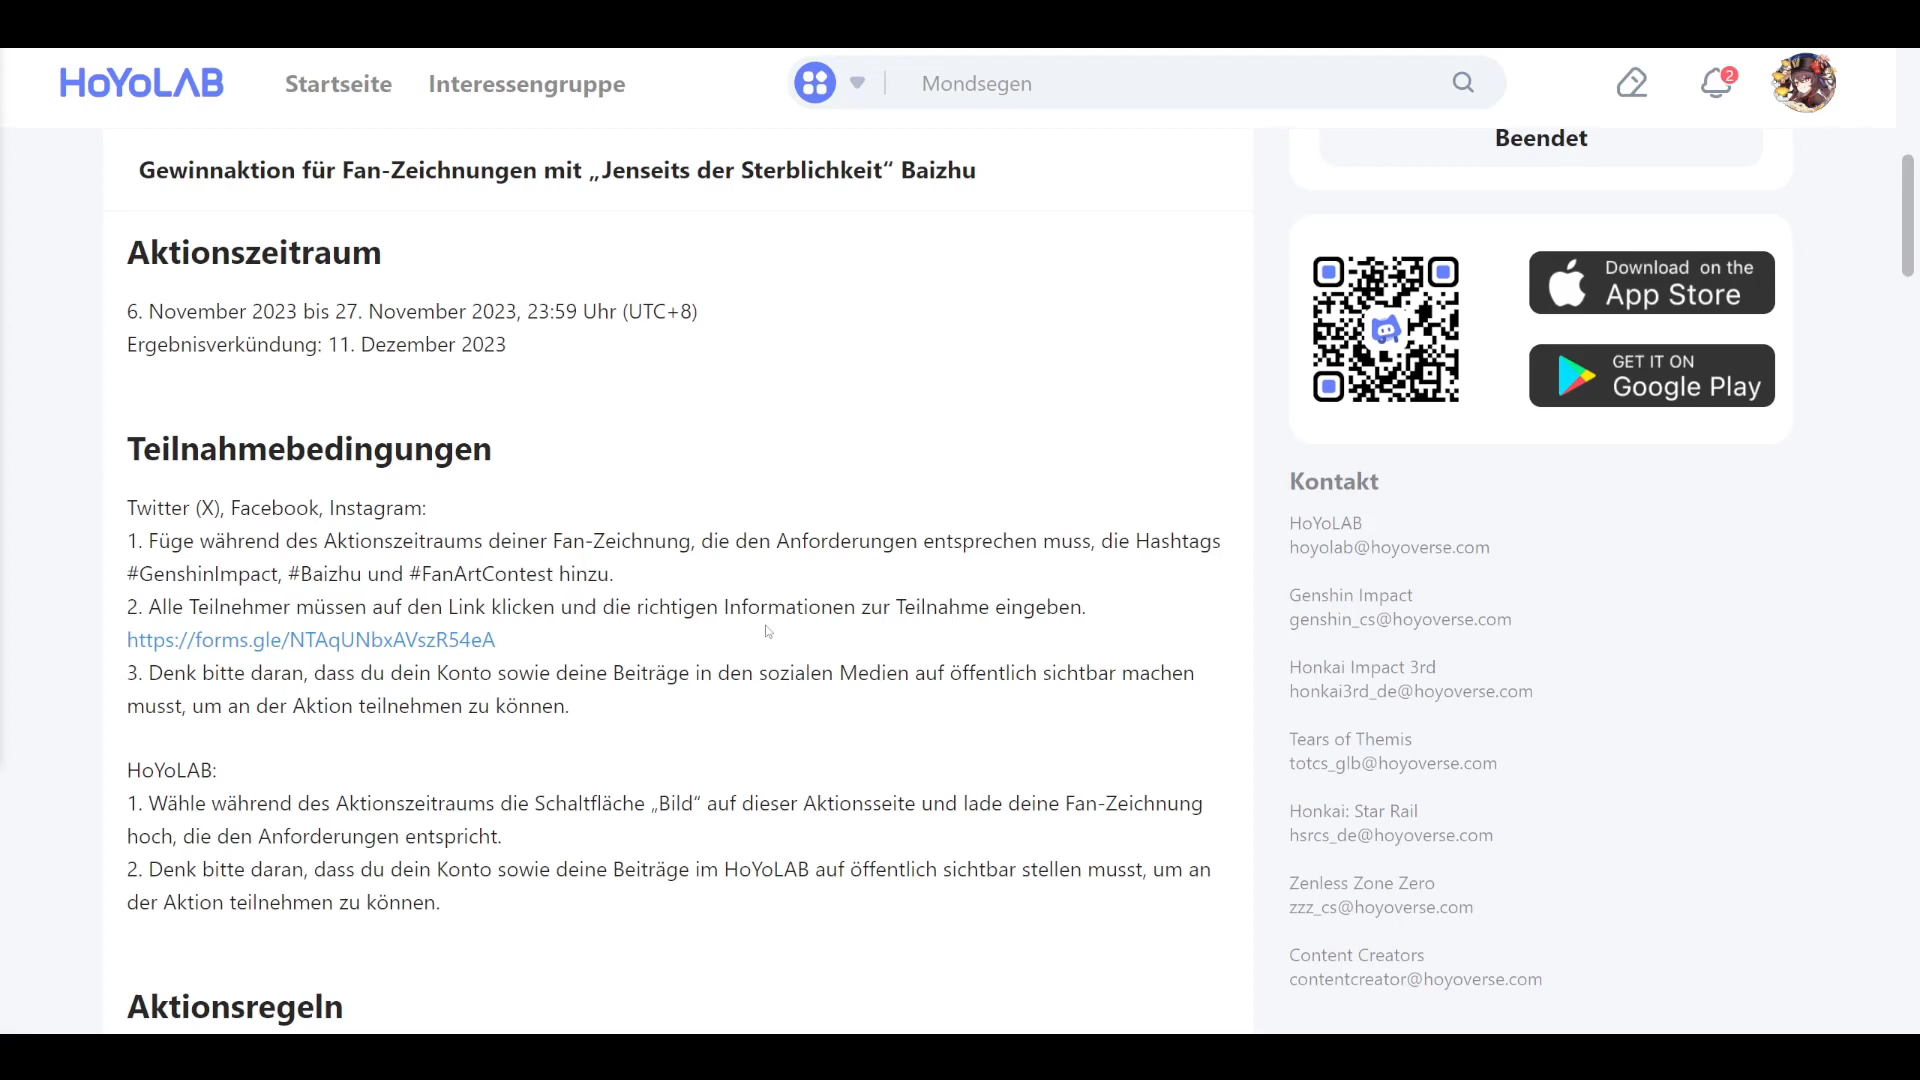 HoYoLAB
Startseite
Interessengruppe
Mondsegen
2
Beendet
Gewinnaktion für Fan-Zeichnungen mit „Jenseits der Sterblichkeit“ Baizhu
Aktionszeitraum
6. November 2023 bis 27. November 2023, 23:59 Uhr (UTC+8)
Ergebnisverkündung: 11. Dezember 2023
Teilnahmebedingungen
Twitter (X), Facebook, Instagram:
1. Füge während des Aktionszeitraums deiner Fan-Zeichnung, die den Anforderungen entsprechen muss, die Hashtags
#GenshinImpact, #Baizhu und #FanArtContest hinzu.
2. Alle Teilnehmer müssen auf den Link klicken und die richtigen Informationen zur Teilnahme eingeben.
https://forms.gle/NTAqUNbxAVszR54eA
3. Denk bitte daran, dass du dein Konto sowie deine Beiträge in den sozialen Medien auf öffentlich sichtbar machen
musst, um an der Aktion teilnehmen zu können.
HoYoLAB:
1. Wähle während des Aktionszeitraums die Schaltfläche „Bild“ auf dieser Aktionsseite und lade deine Fan-Zeichnung
hoch, die den Anforderungen entspricht.
2. Denk bitte daran, dass du dein Konto sowie deine Beiträge im HoYoLAB auf öffentlich sichtbar stellen musst, um an
der Aktion teilnehmen zu können.
Aktionsregeln
Download on the
App Store
GET IT ON
Google Play
Kontakt
HoYoLAB
hoyolab@hoyoverse.com
Genshin Impact
genshin_cs@hoyoverse.com
Honkai Impact 3rd
honkai3rd_de@hoyoverse.com
Tears of Themis
totcs_glb@hoyoverse.com
Honkai: Star Rail
hsrcs_de@hoyoverse.com
Zenless Zone Zero
zzz_cs@hoyoverse.com
Content Creators
contentcreator@hoyoverse.com